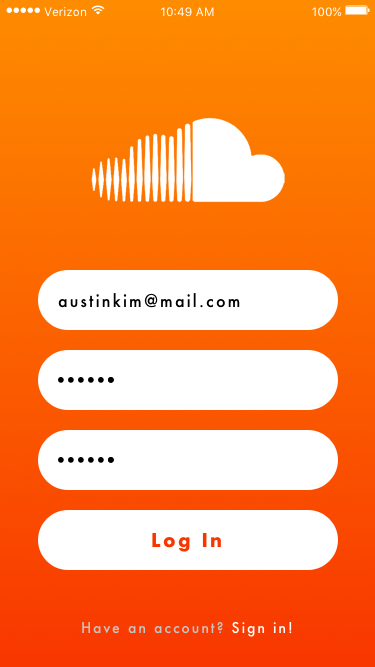 ●●●●● Verizon 10:49 AM 100%
austinkim@mail.com
••••••
••••••
Log In
Have an account? Sign in!